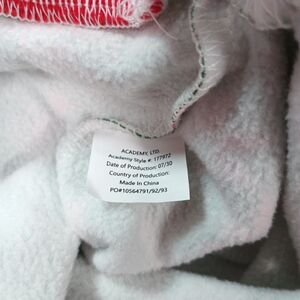 ACADEMY, LTD.
Academy Style #: 177972
Date of Production: 07/30
Country of Production:
Made In China
PO#10564791/92/93